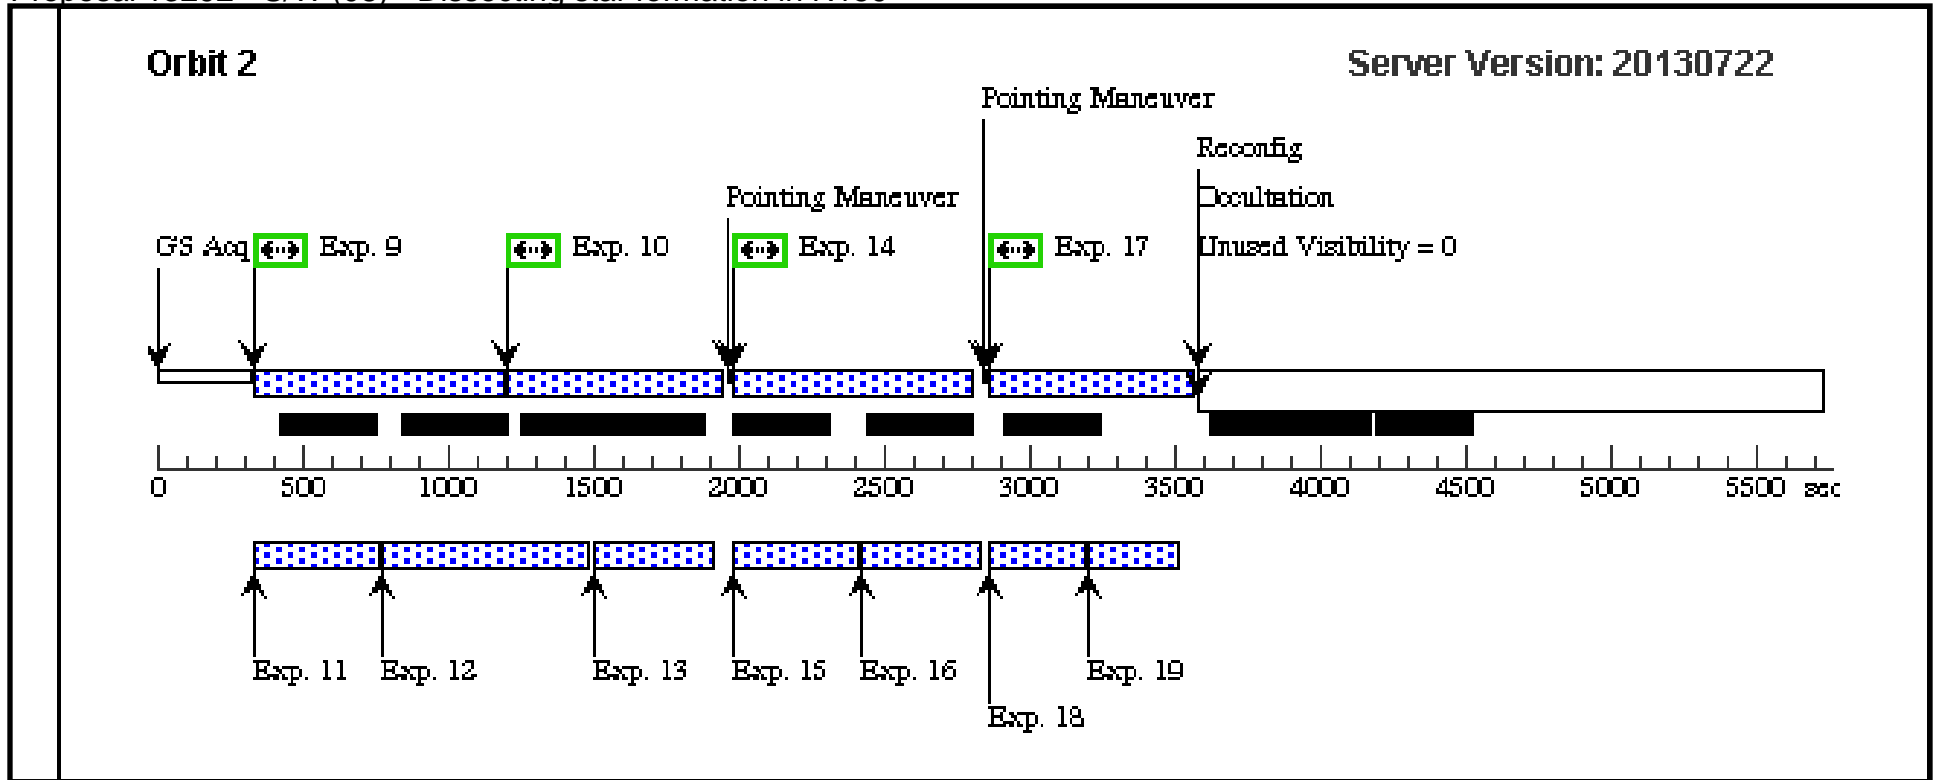 Orbit 2
Server Version: 20130722
Pointing Maneuver
Reconfig
Pointing Maneuver
Occultation
GS Acq
Exp. 9
Exp. 10
Exp. 14
Exp. 17
Unused Visibility = 0
0 500 1000 1500 2000 2500 3000 3500 4000 4500 5000 5500 sec
Exp. 11
Exp. 12
Exp. 13
Exp. 15
Exp. 16
Exp. 19
Exp. 18